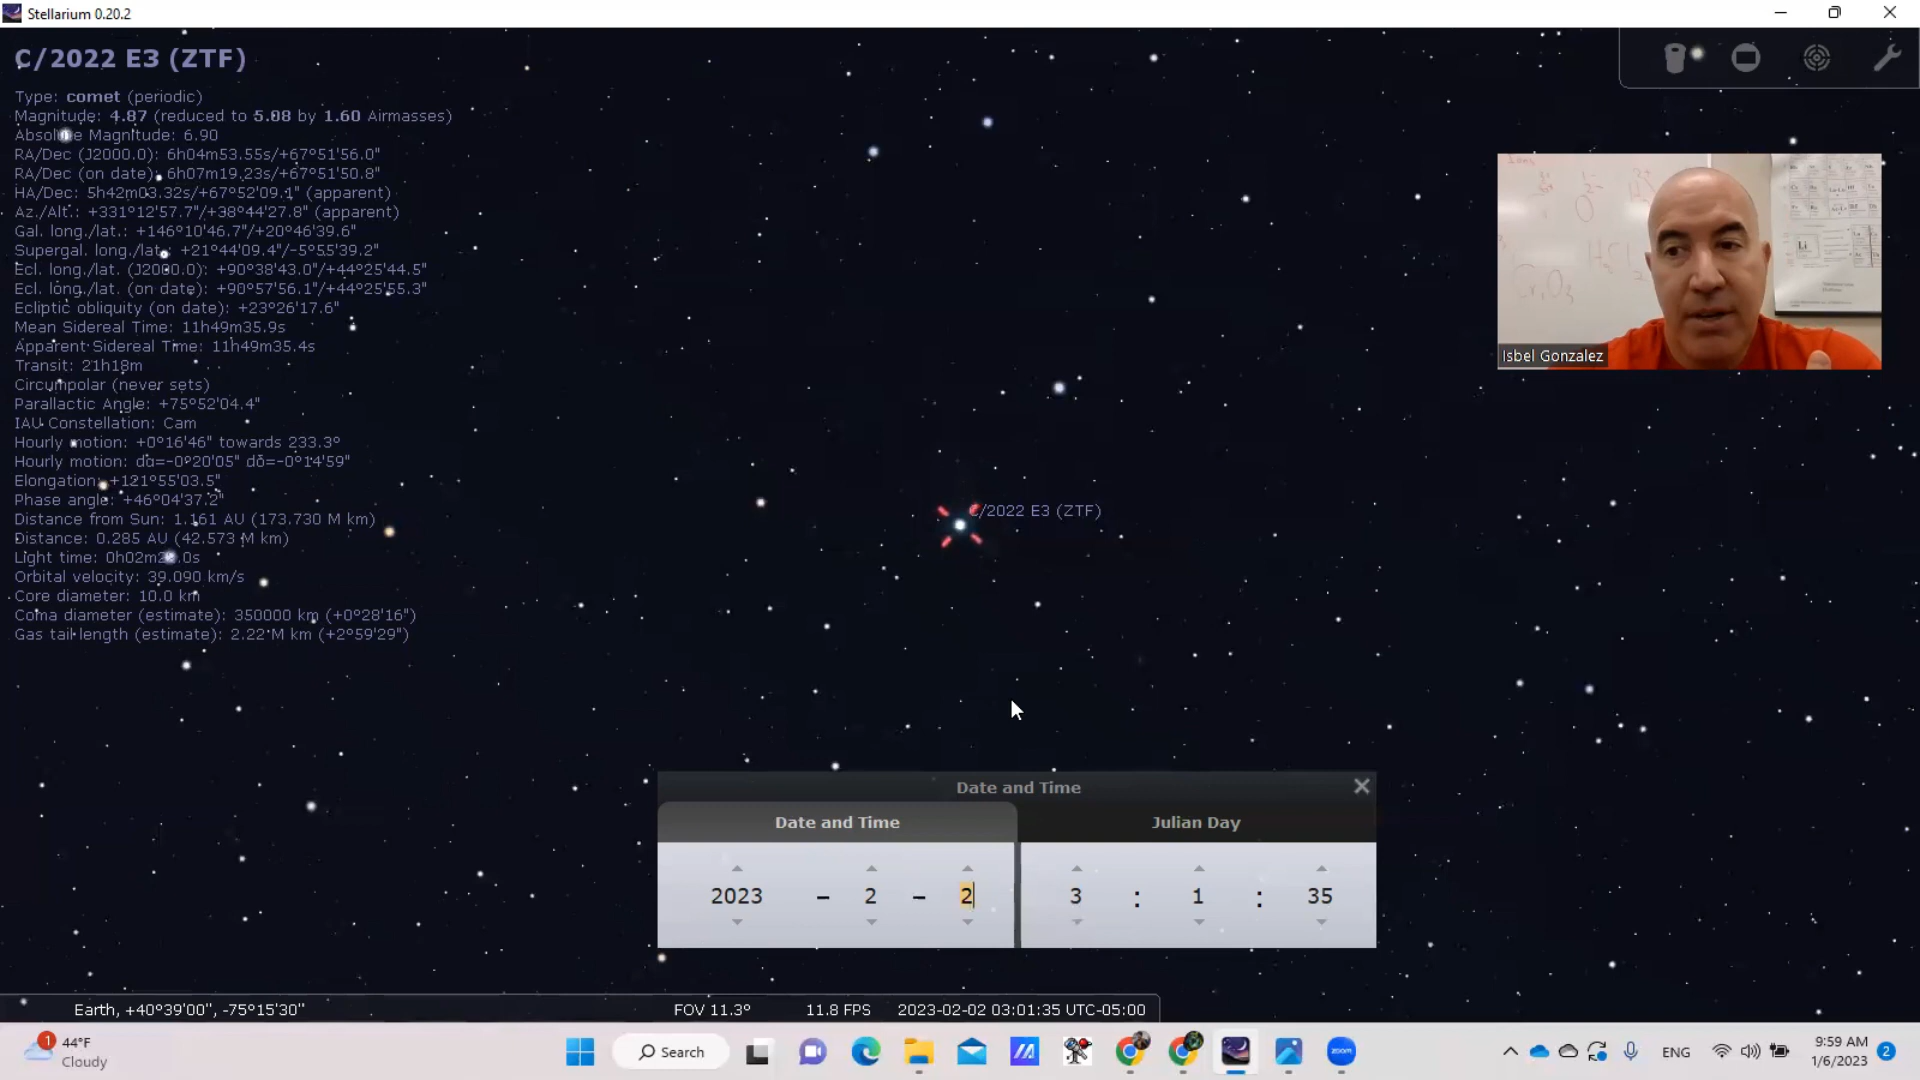 Stellarium 0.20.2
C/2022 E3 (ZTF)
Type: comet (periodic)
Magnitude: 4.87 (reduced to 5.08 by 1.60 Airmasses)
Absolute Magnitude: 6.90
RA/Dec (J2000.0): 6h04m53.55s/+67°51'56.0"
RA/Dec (on date): 6h07m19.23s/+67°51'50.8"
HA/Dec: 5h42m03.32s/+67°52'09.1" (apparent)
Az./Alt.: +331°12'57.7"/+38°44'27.8" (apparent)
Gal. long./lat.: +146°10'46.7"/+20°46'39.6"
Supergal. long./lat.: +21°44'09.4"/-5°55'39.2"
Ecl. long./lat. (J2000.0): +90°38'43.0"/+44°25'44.5"
Ecl. long./lat. (on date): +90°57'56.1"/+44°25'55.3"
Ecliptic obliquity (on date): +23°26'17.6"
Mean Sidereal Time: 11h49m35.9s
Apparent Sidereal Time: 11h49m35.4s
Transit: 21h18m
Circumpolar (never sets)
Parallactic Angle: +75°52'04.4"
IAU Constellation: Cam
Hourly motion: +0°16'46" towards 233.3°
Hourly motion: dα=-0°20'05" dδ=-0°14'59"
Elongation: +121°55'03.5"
Phase angle: +46°04'37.2"
Distance from Sun: 1.161 AU (173.730 M km)
Distance: 0.285 AU (42.573 M km)
Light time:
Orbital velocity: 39.090 km/s
Core diameter: 10.0 km
Coma diameter (estimate): 350000 km (+0°28'16")
Gas tail length (estimate): 2.22 M km (+2°59'29")
C/2022 E3 (ZTF)
Li
Isbel Gonzalez
Date and Time
Date and Time Julian Day
2023 - 2 - 2 3 : 1 : 35
Earth, +40°39'00", -75°15'30" FOV 11.3° 11.8 FPS 2023-02-02 03:01:35 UTC-05:00
1
44°F
Cloudy
Search
zoom
ENG
9:59 AM
1/6/2023
2